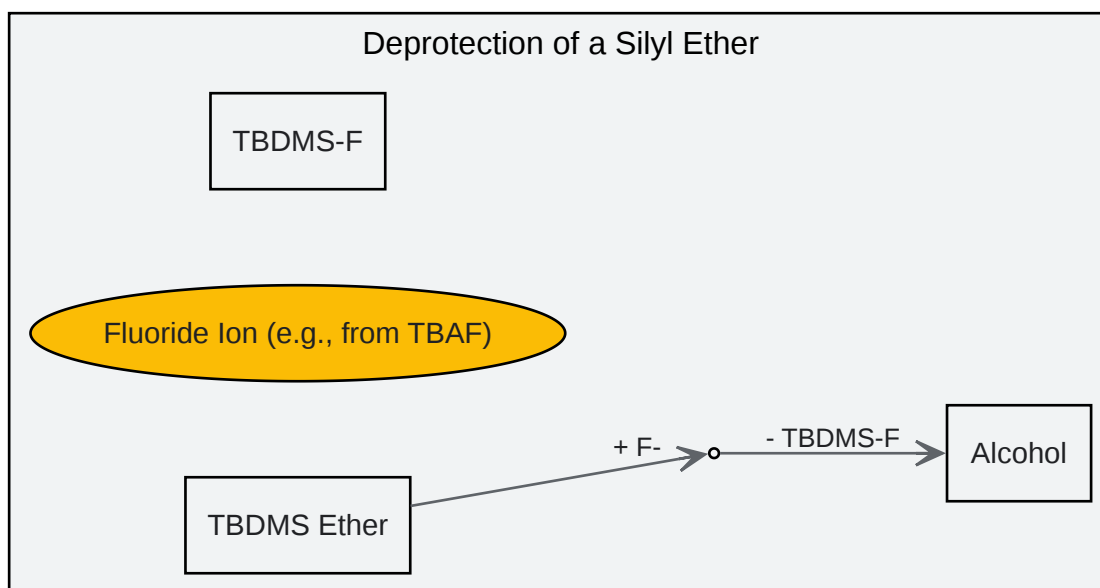 Deprotection of a Silyl Ether
TBDMS-F
Fluoride Ion (e.g., from TBAF)
+ F-
- TBDMS-F
Alcohol
TBDMS Ether